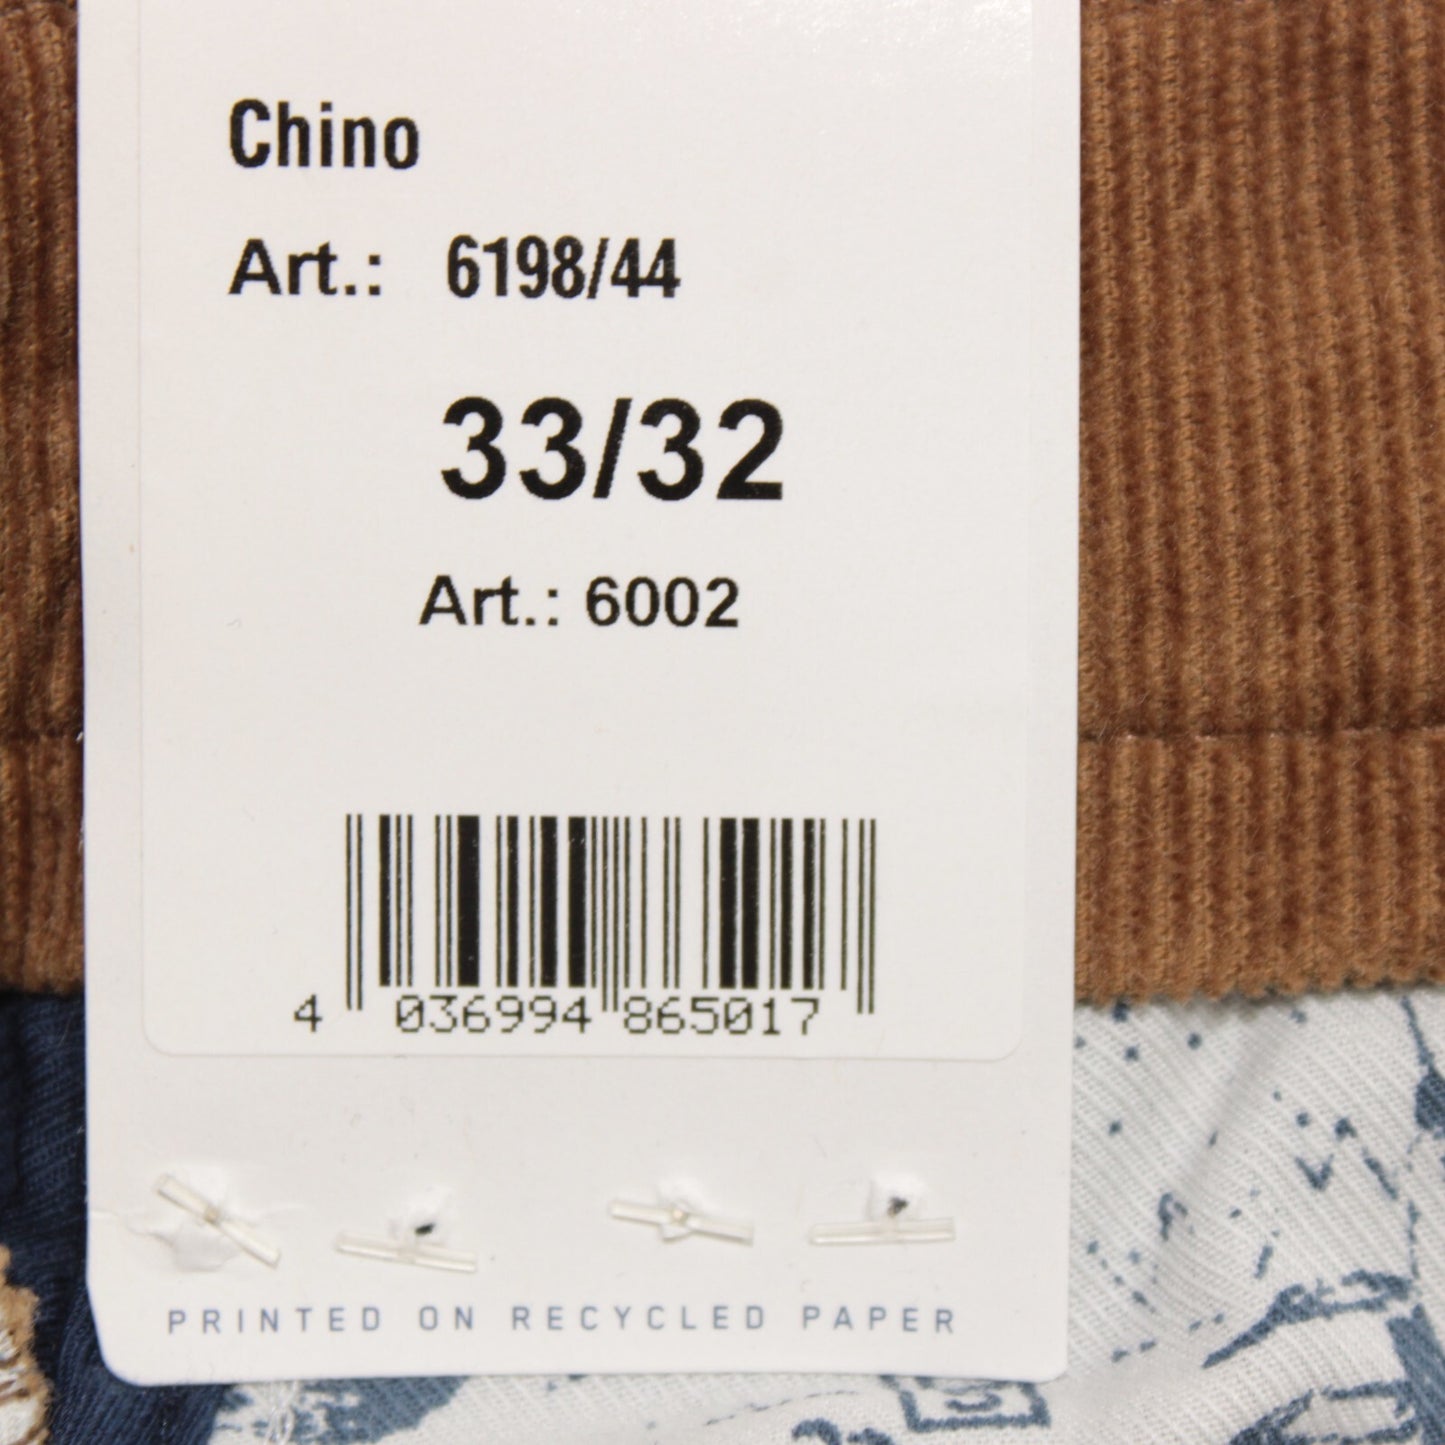 Chino
Art.: 6198/44
33/32
Art.: 6002
4 036994 865017
PRINTED ON RECYCLED PAPER